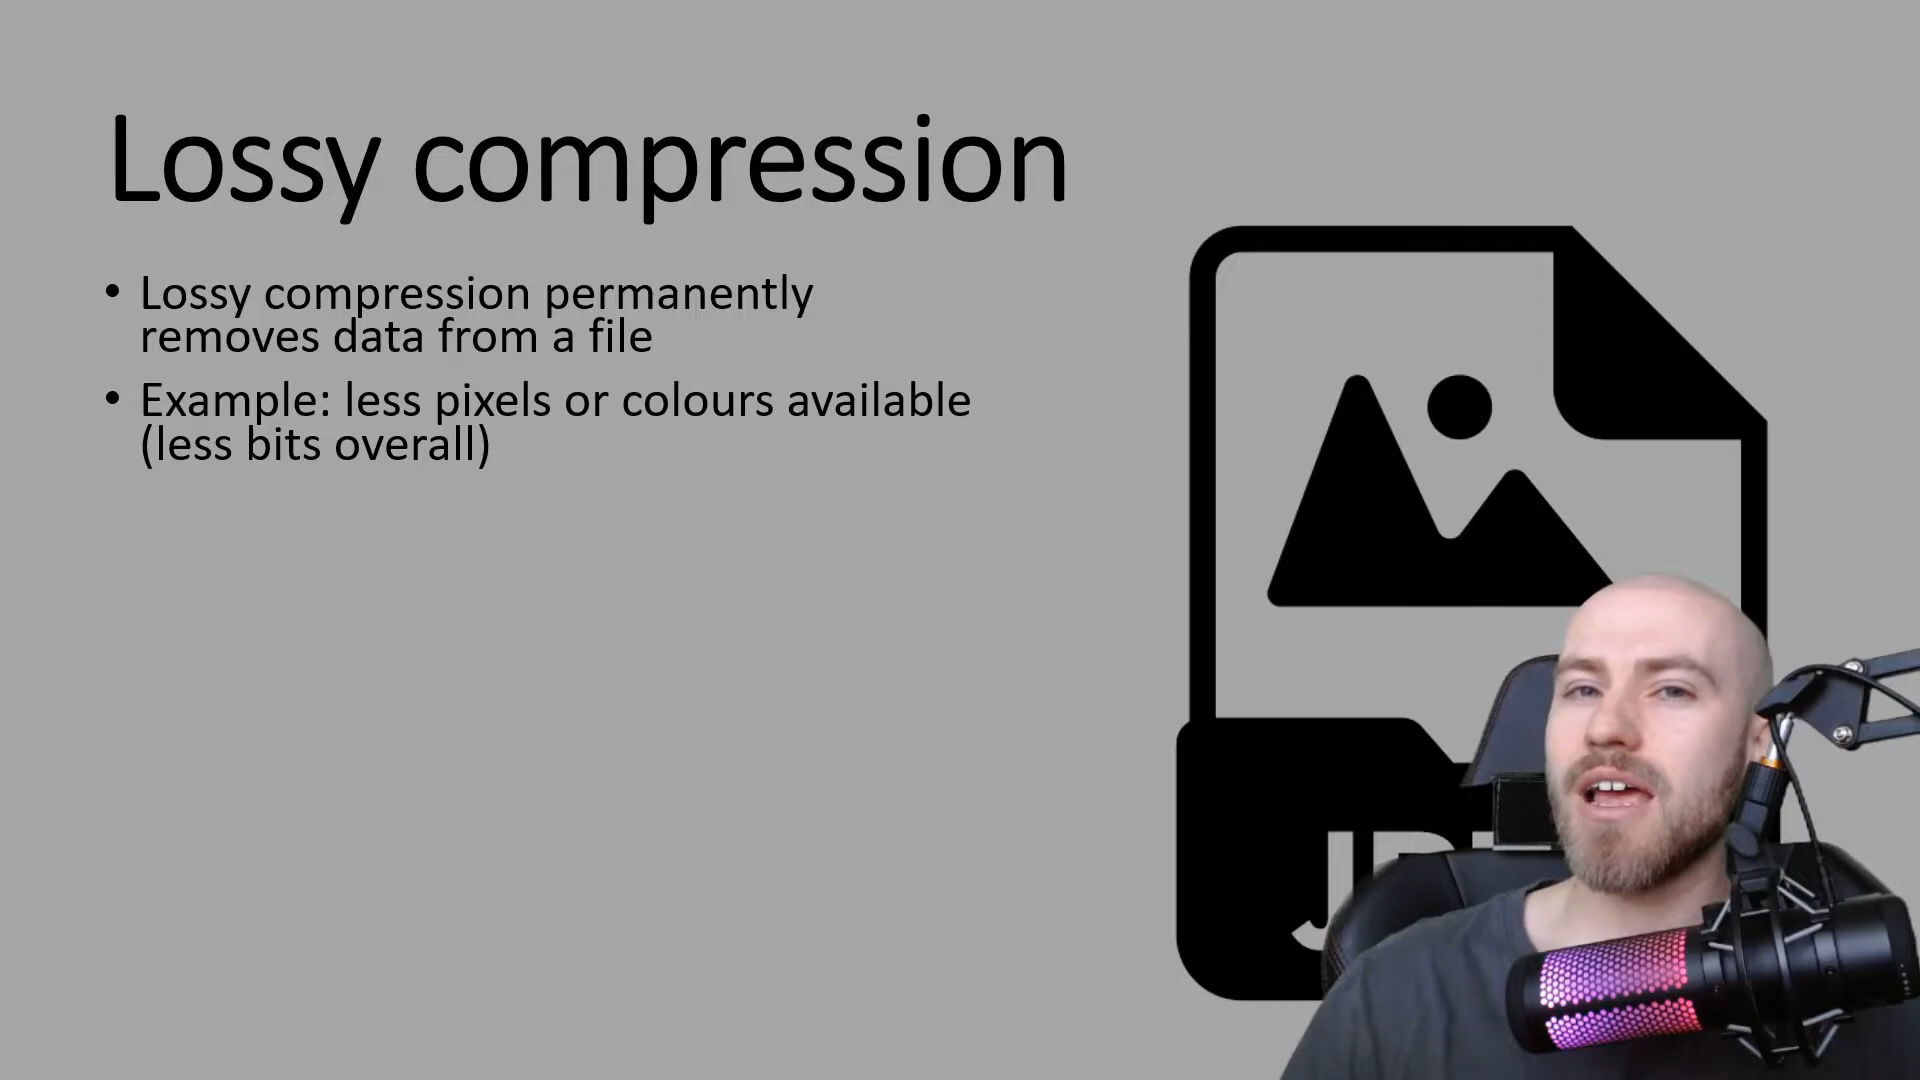 Lossy compression
• Lossy compression permanently
removes data from a file
• Example: less pixels or colours available
(less bits overall)